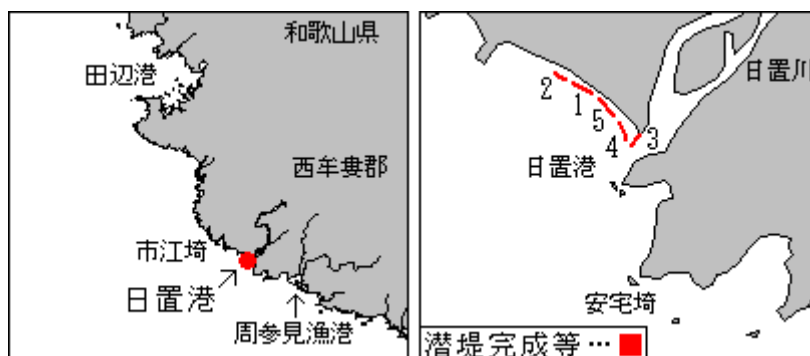 和歌山県
田辺港
西牟婁郡
市江埼
日置港
周参見漁港
日置川
2
1
5
4
3
日置港
安宅埼
潜堤完成等…